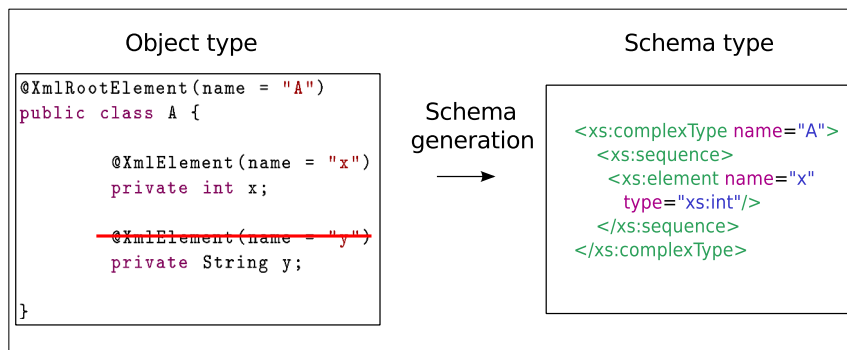 Object type
@XmlRootElement(name = "A")
public class A {
@XmlElement(name = "x")
private int x;
@XmlElement(name = "y")
private String y;
}
Schema
generation
Schema type
<xs:complexType name="A">
<xs:sequence>
<xs:element name="x"
type="xs:int"/>
</xs:sequence>
</xs:complexType>